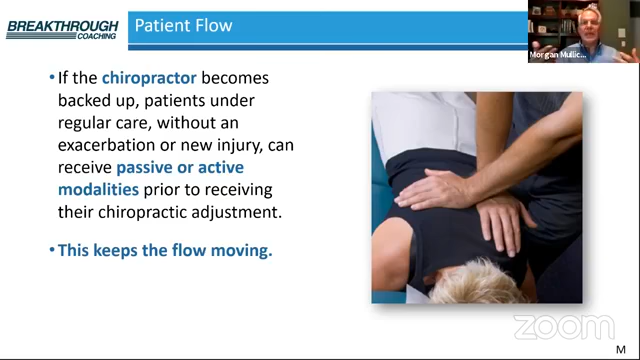 BREAKTHROUGH
COACHING
Patient Flow
Morgan Mullic...
• If the chiropractor becomes
backed up, patients under
regular care, without an
exacerbation or new injury, can
receive passive or active
modalities prior to receiving
their chiropractic adjustment.
• This keeps the flow moving.
zoom
M